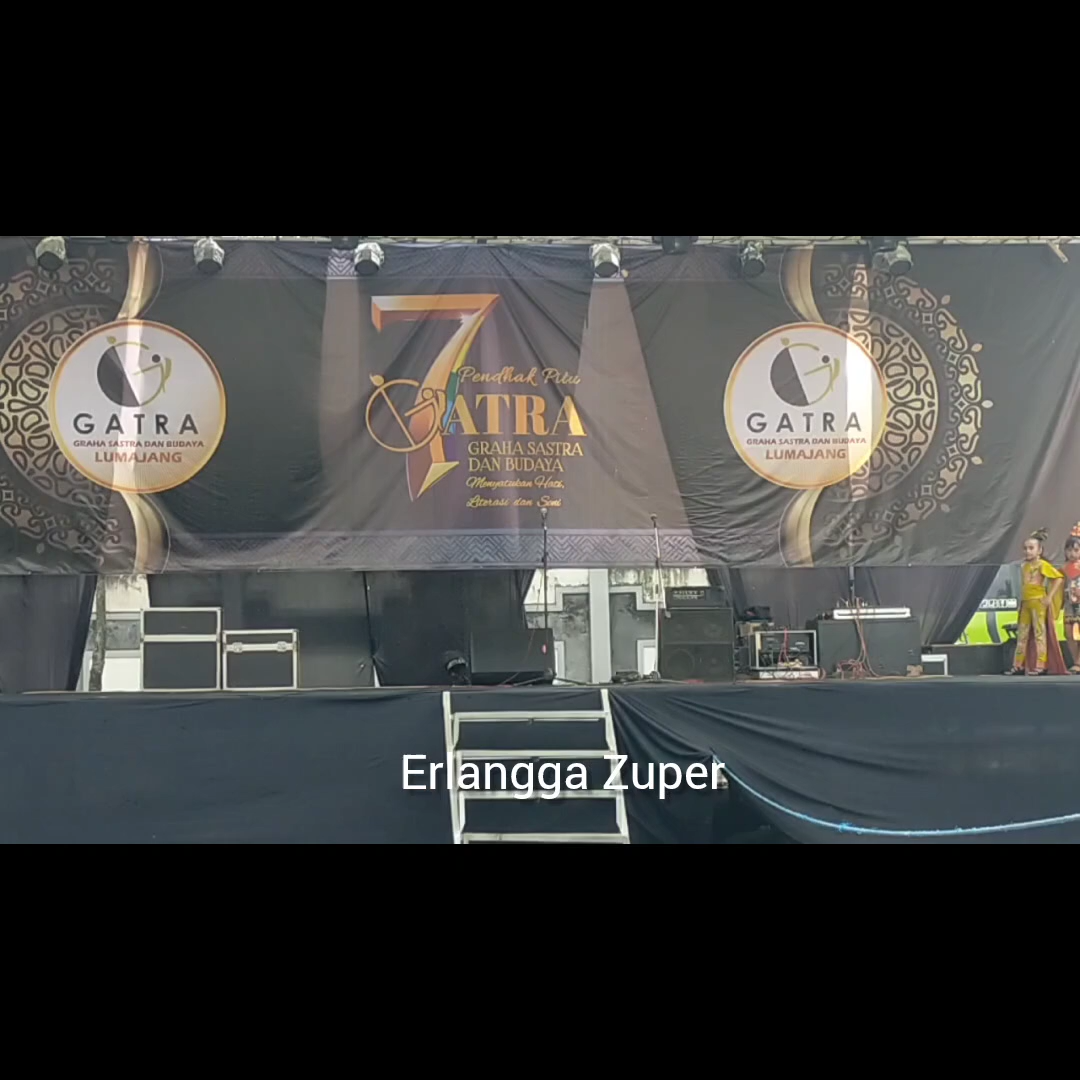 GATRA
GRAHA SASTRA DAN BUDAYA
LUMAJANG
7
Pendhak Pitu
GATRA
GRAHA SASTRA
DAN BUDAYA
Menyatukan Hati,
Literasi dan Seni
GATRA
GRAHA SASTRA DAN BUDAYA
LUMAJANG
Erlangga Zuper